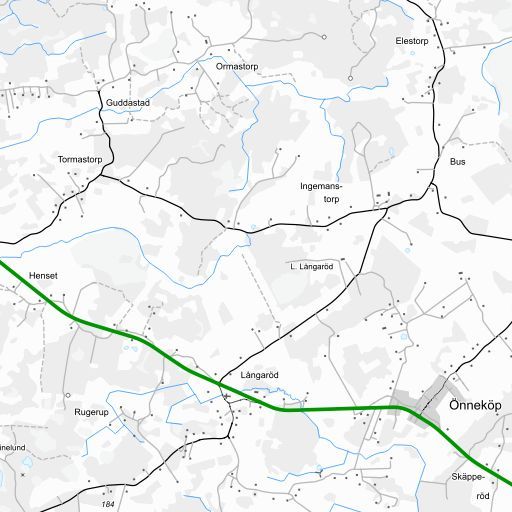 Elestorp
Ormastorp
Guddastad
Tormastorp
Bus
Ingemans-
torp
L. Långaröd
Henset
Långaröd
Önneköp
Rugerup
Skäppe-
röd
184